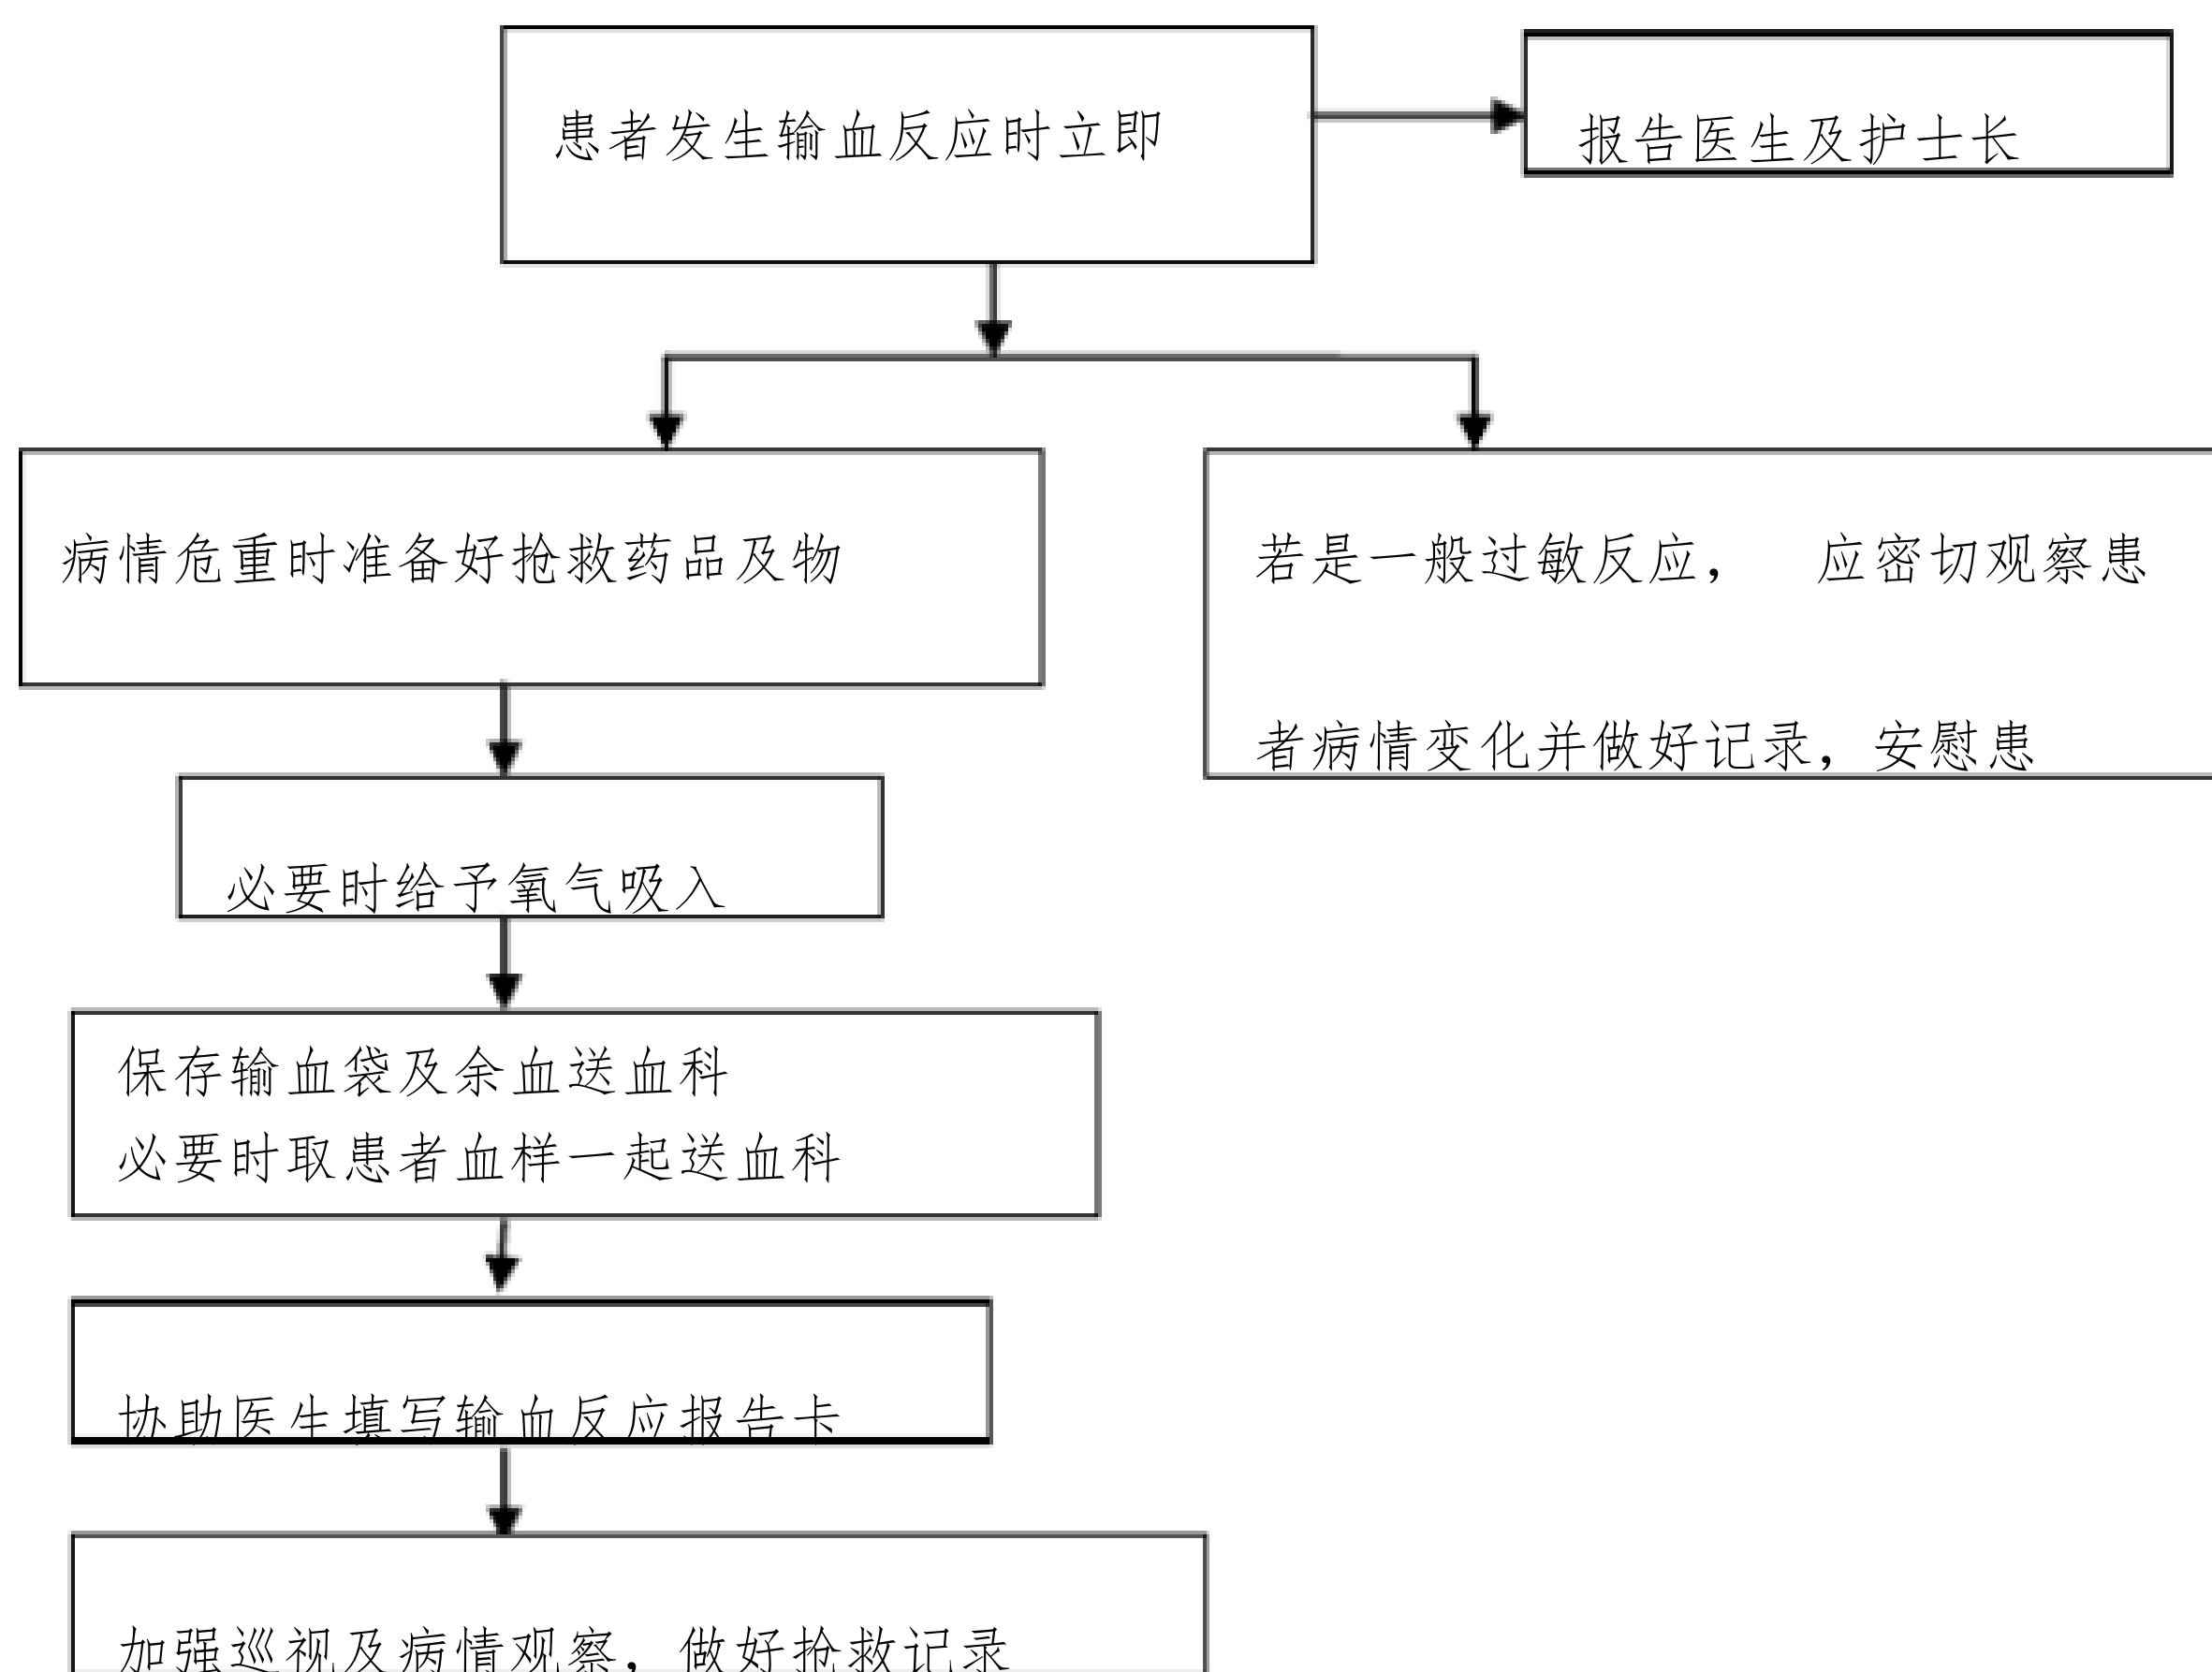 患者发生输血反应时立即
报告医生及护士长
病情危重时准备好抢救药品及物
若是一般过敏反应， 应密切观察患
者病情变化并做好记录，安慰患
必要时给予氧气吸入
保存输血袋及余血送血科
必要时取患者血样一起送血科
协助医生填写输血反应报告卡
加强巡视及病情观察，做好抢救记录